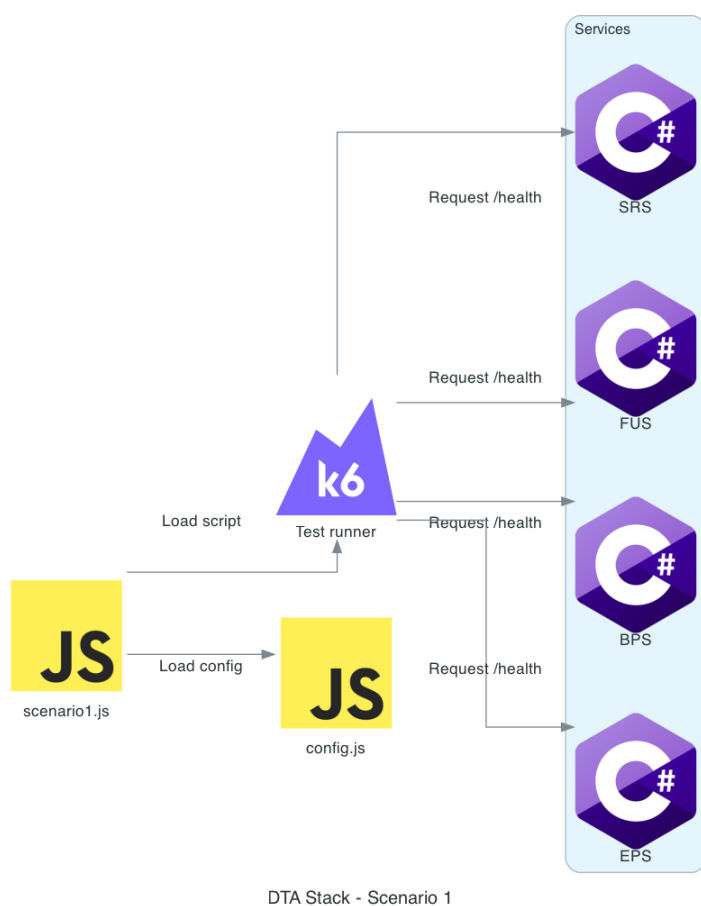 Services
C#
SRS
Request /health
C#
FUS
Request /health
k6
Test runner
Load script
Request /health
C#
BPS
JS
scenario1.js
Load config
JS
config.js
Request /health
C#
EPS
DTA Stack - Scenario 1